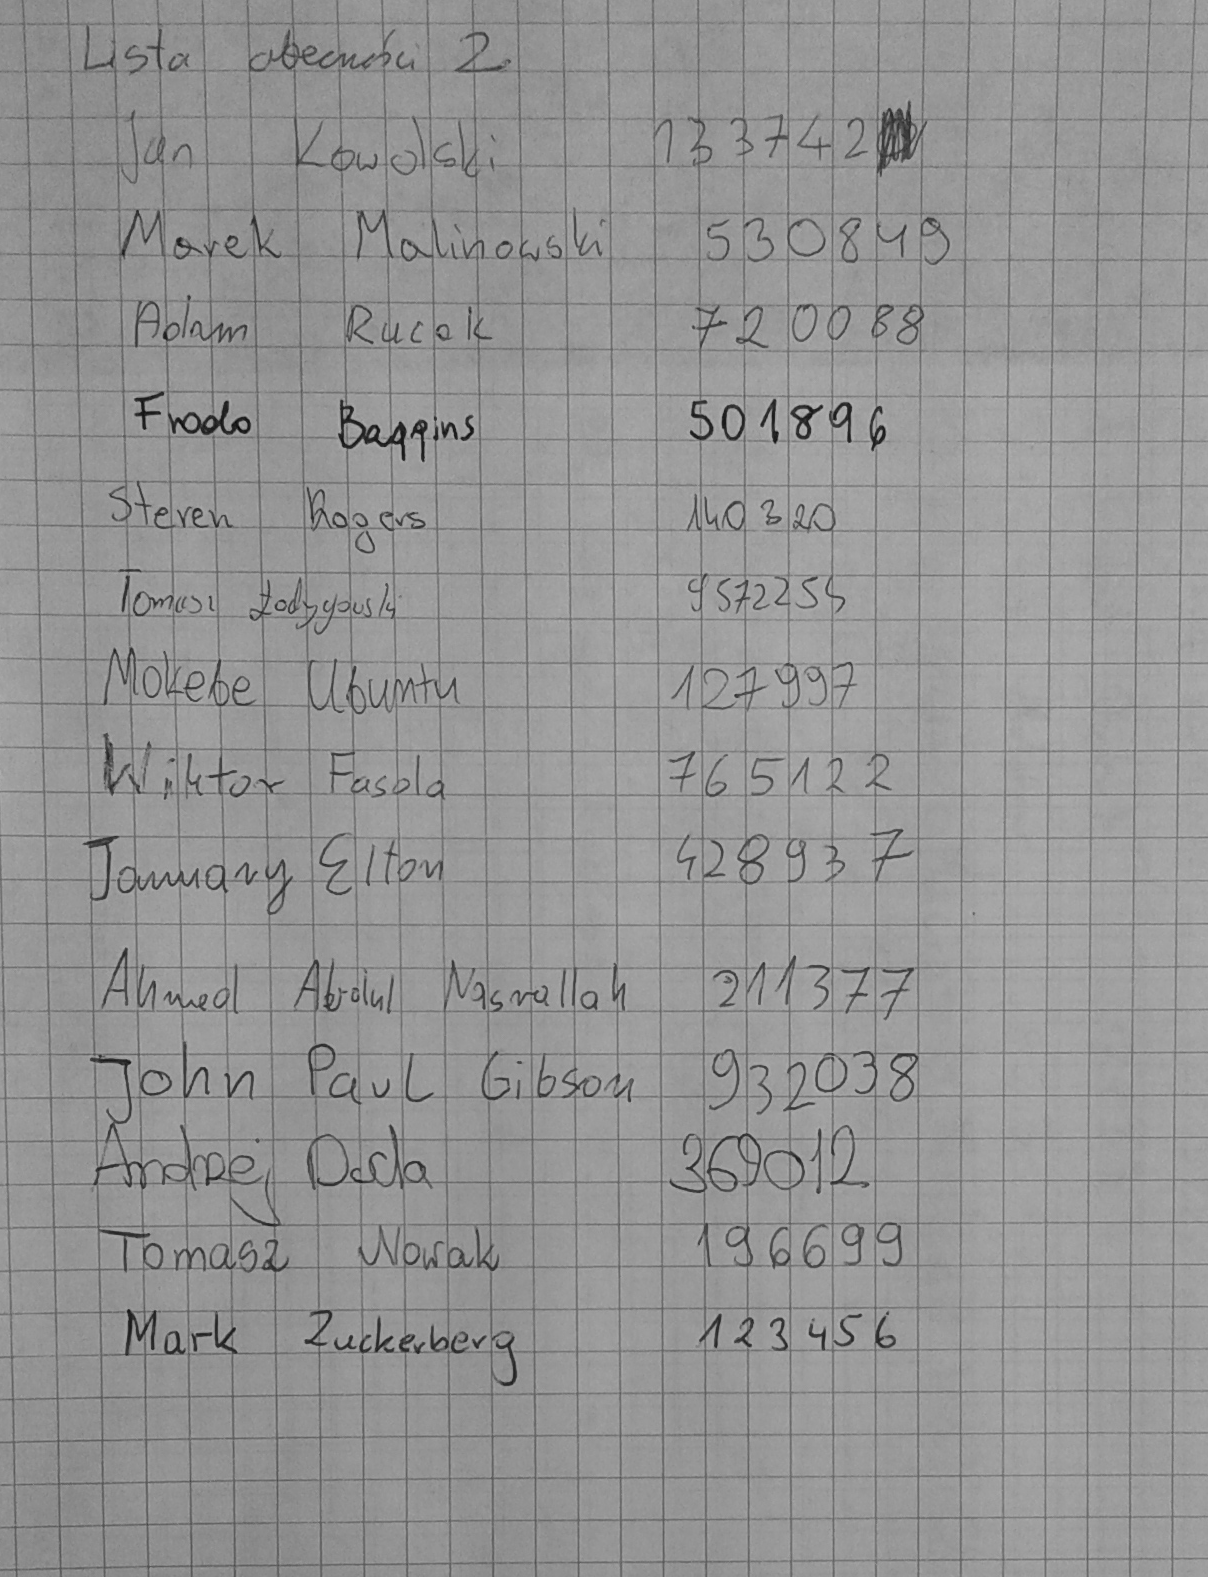 Lista obecności 2.
Jan Kowalski 133742
Marek Malinowski 530849
Adam Rucak 720088
Frodo Baggins 501896
Steven Rogers 140320
Tomasz 9572255
Mokebe Ubuntu 127997
Wiktor Fasola 765122
January Elton 428937
Ahmed Abdul Nasrallah 211377
John Paul Gibson 932038
Andrzej Duda 369012
Tomasz Nowak 196699
Mark Zuckerberg 123456